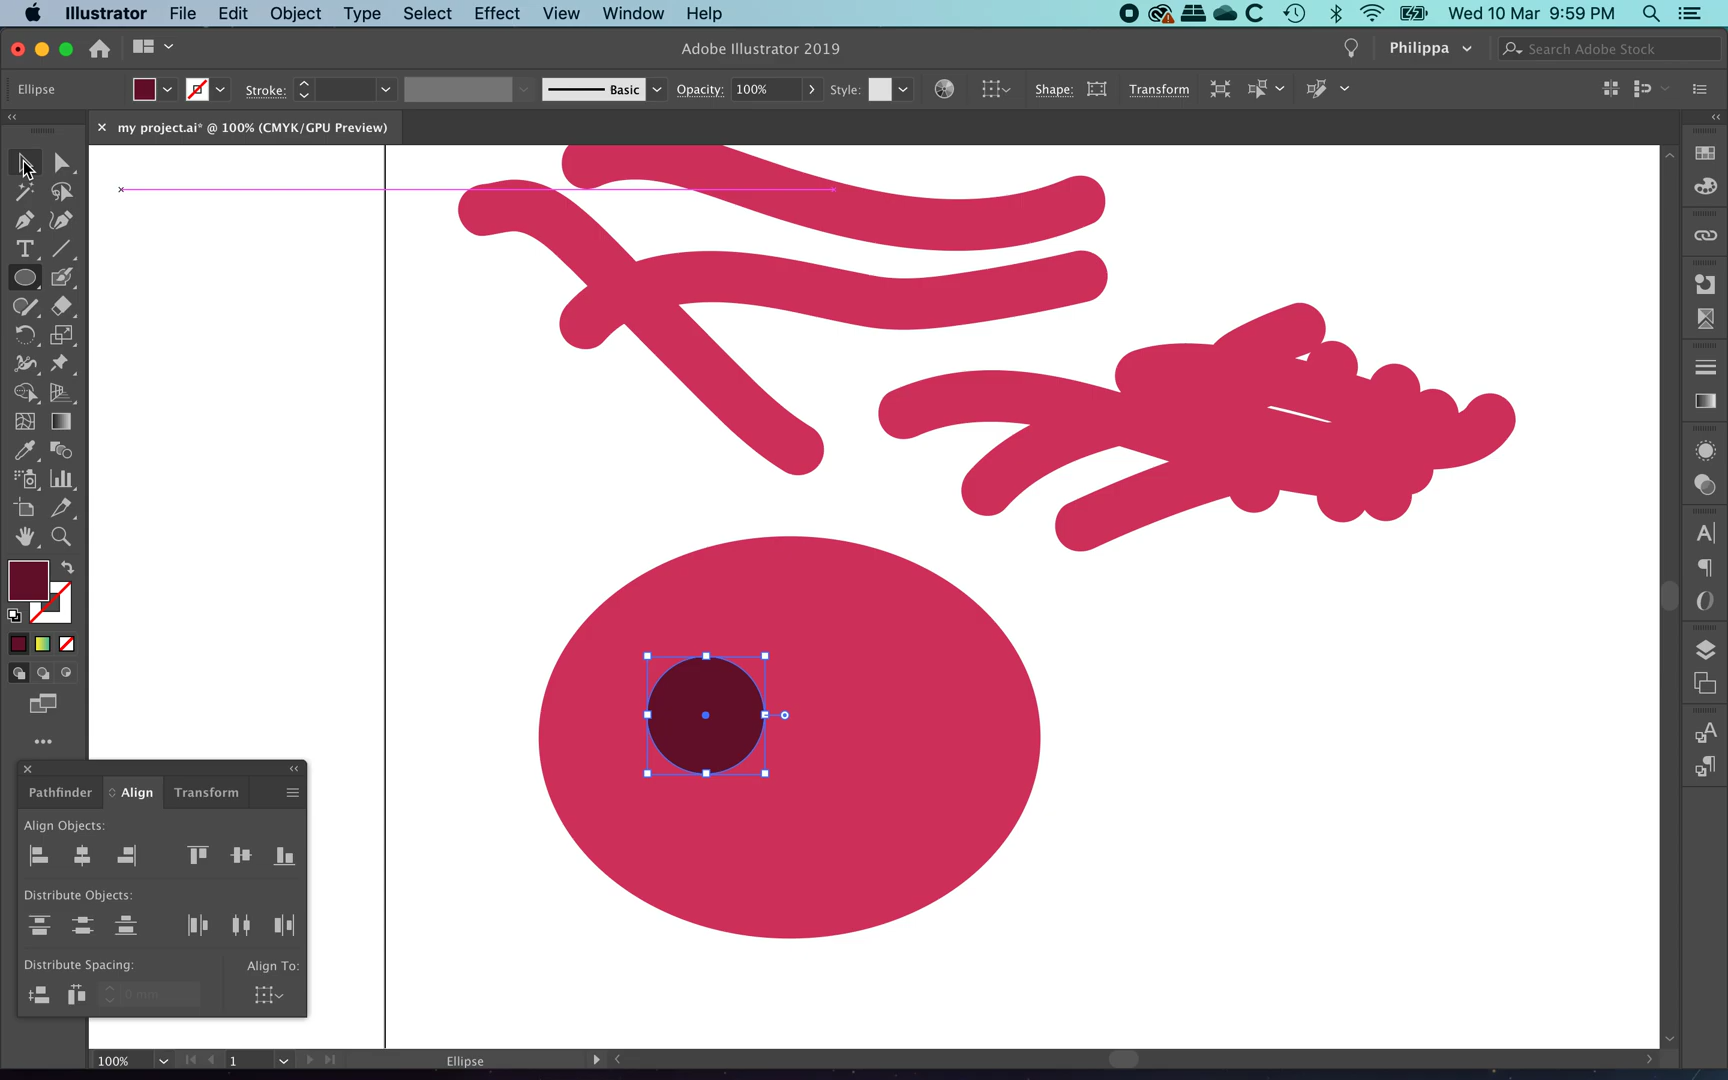 Illustrator File Edit Object Type Select Effect View Window Help Wed 10 Mar 9:59 PM
Adobe Illustrator 2019 Philippa Search Adobe Stock
Ellipse Stroke: Basic Opacity: 100% Style: Shape: Transform
my project.ai* @ 100% (CMYK/GPU Preview)
Pathfinder Align Transform
Align Objects:
Distribute Objects:
Distribute Spacing: Align To:
0 mm
100% 1 Ellipse